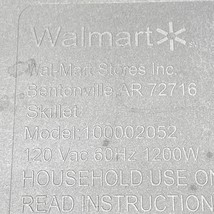 Walmart
Wal-Mart Stores Inc.
Bentonville, AR 72716
Skillet
Model: 100002052
120 Vac 60Hz 1200W
HOUSEHOLD USE ON
READ INSTRUCTION